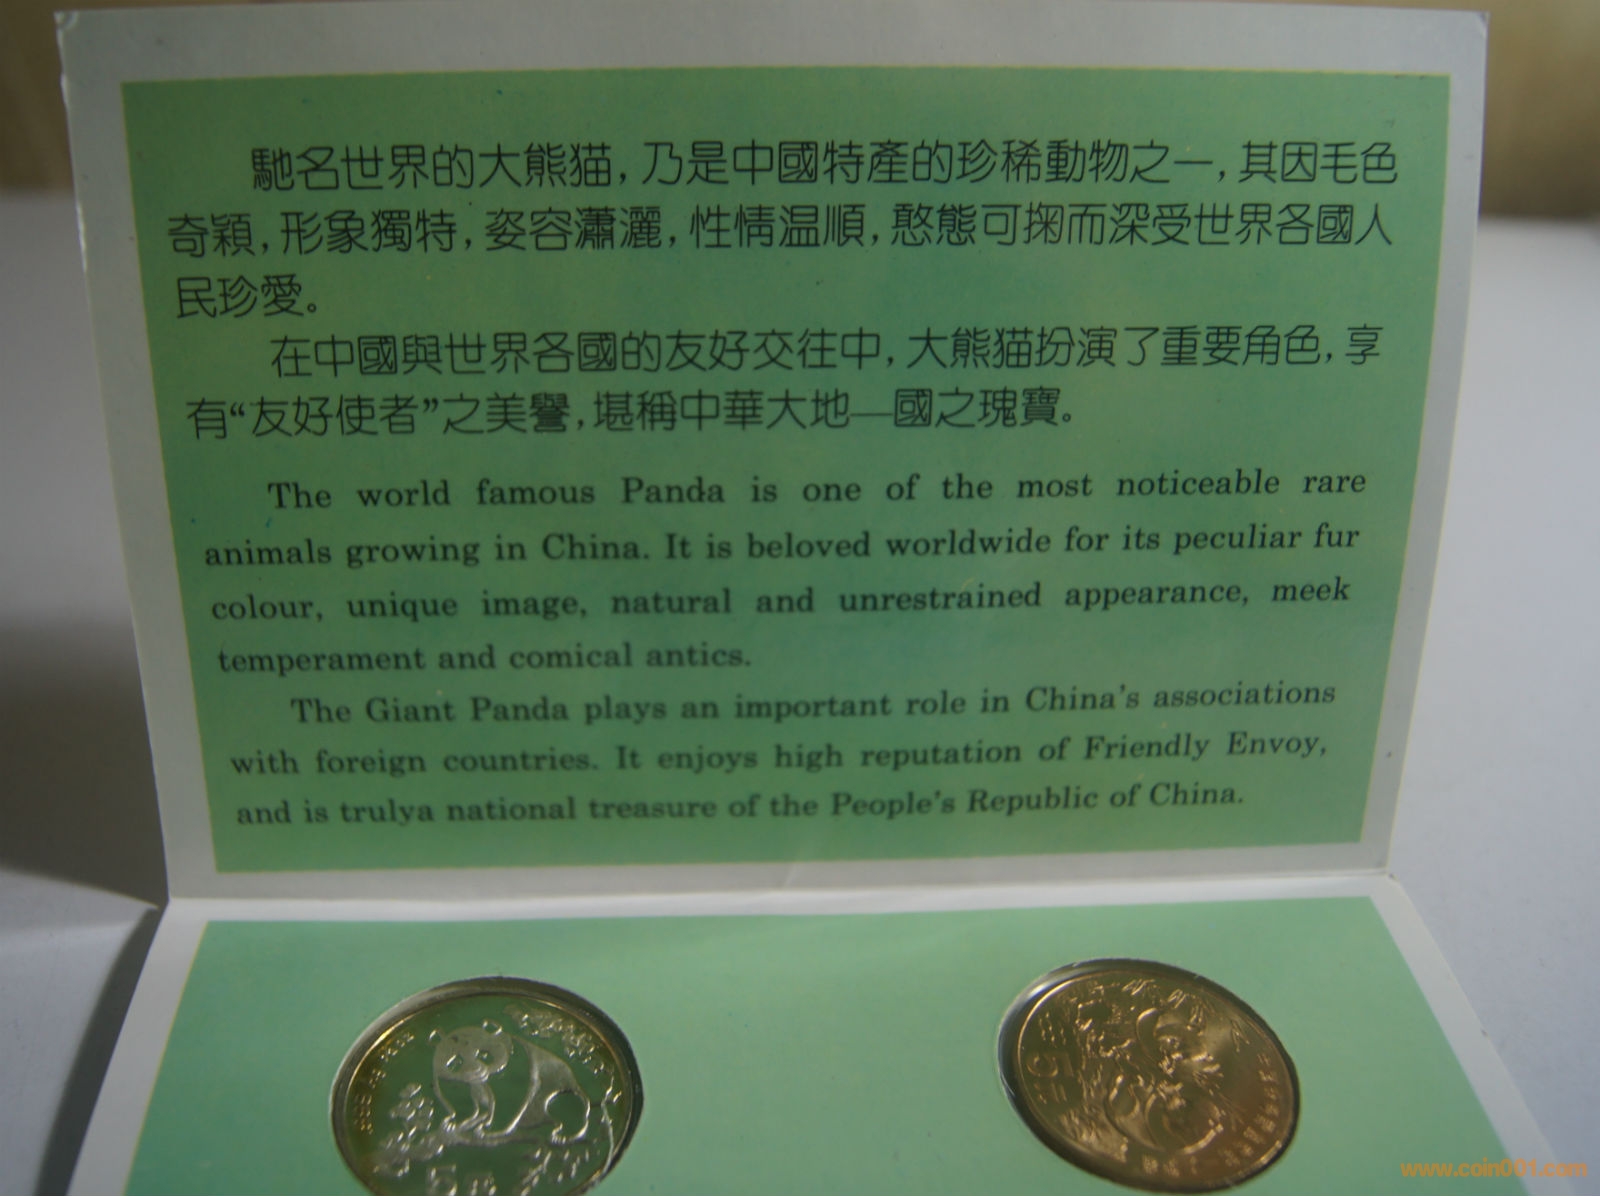 馳名世界的大熊猫,乃是中國特產的珍稀動物之一,其因毛色
奇穎,形象獨特,姿容瀟灑,性情温順,憨態可掬而深受世界各國人
民珍愛。
在中國與世界各國的友好交往中,大熊猫扮演了重要角色,享
有“友好使者”之美譽,堪稱中華大地—國之瑰寶。
The world famous Panda is one of the most noticeable rare
animals growing in China. It is beloved worldwide for its peculiar fur
colour, unique image, natural and unrestrained appearance, meek
temperament and comical antics.
The Giant Panda plays an important role in China's associations
with foreign countries. It enjoys high reputation of Friendly Envoy,
and is trulya national treasure of the People's Republic of China.
5
5
www.coin001.com